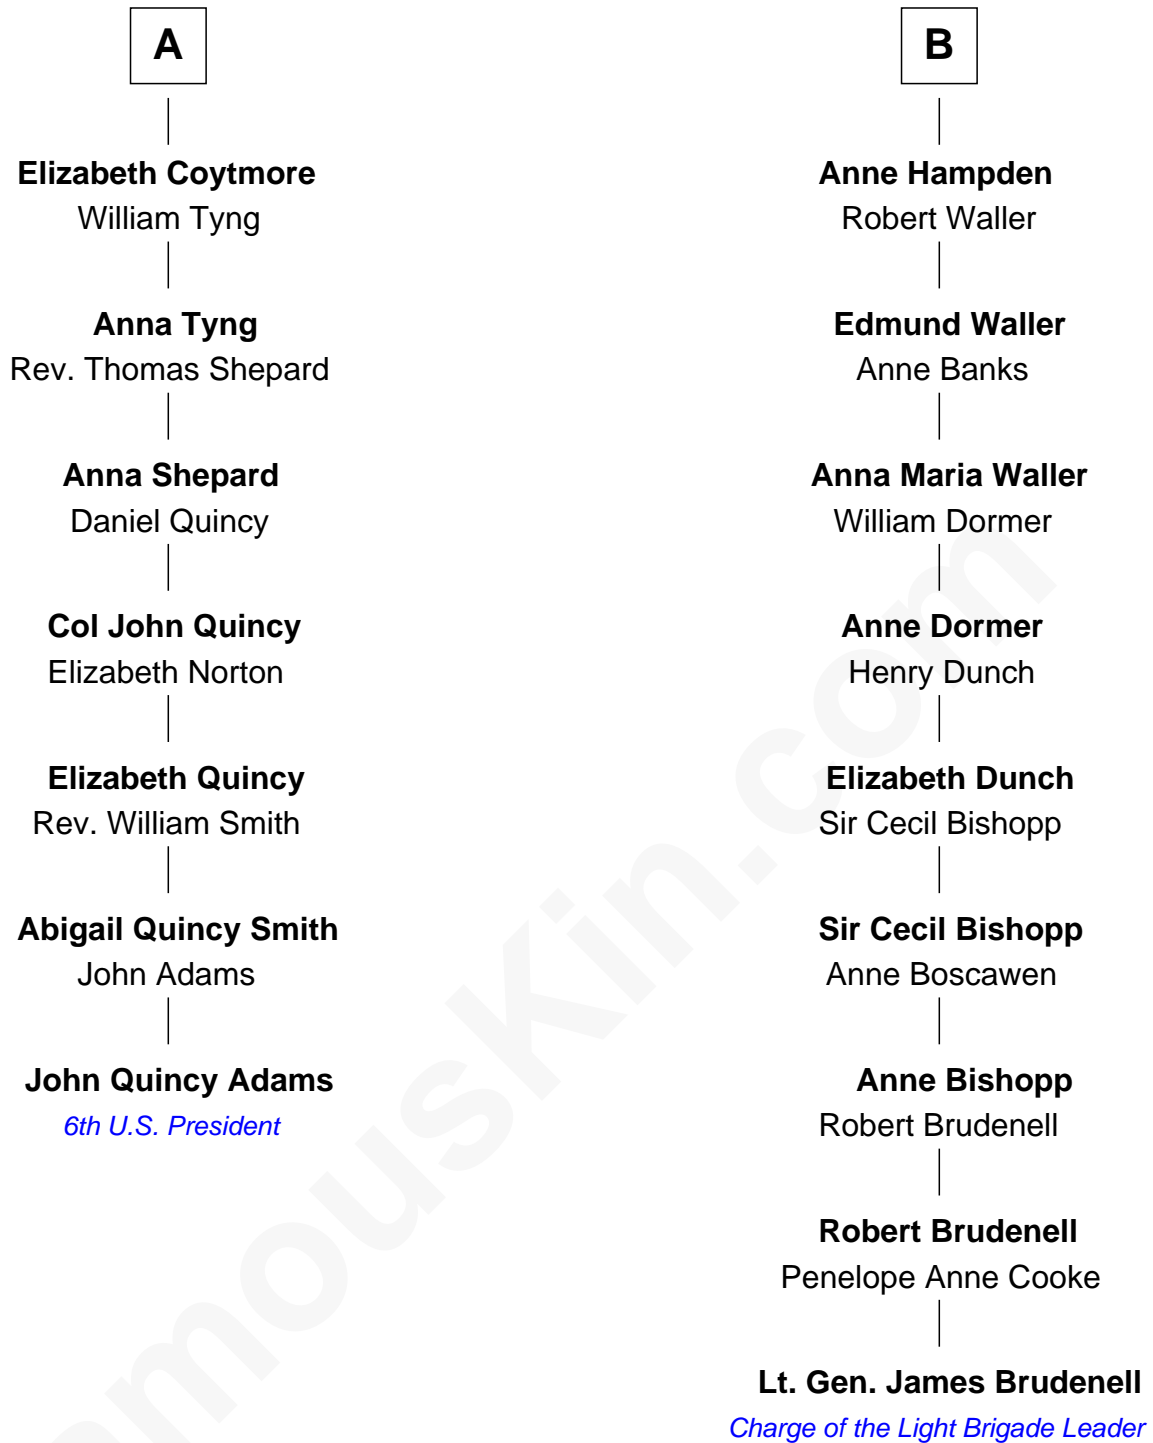 A
Elizabeth Coytmore
William Tyng
Anna Tyng
Rev. Thomas Shepard
Anna Shepard
Daniel Quincy
Col John Quincy
Elizabeth Norton
Elizabeth Quincy
Rev. William Smith
Abigail Quincy Smith
John Adams
John Quincy Adams
6th U.S. President
B
Anne Hampden
Robert Waller
Edmund Waller
Anne Banks
Anna Maria Waller
William Dormer
Anne Dormer
Henry Dunch
Elizabeth Dunch
Sir Cecil Bishopp
Sir Cecil Bishopp
Anne Boscawen
Anne Bishopp
Robert Brudenell
Robert Brudenell
Penelope Anne Cooke
Lt. Gen. James Brudenell
Charge of the Light Brigade Leader
amouskin.com